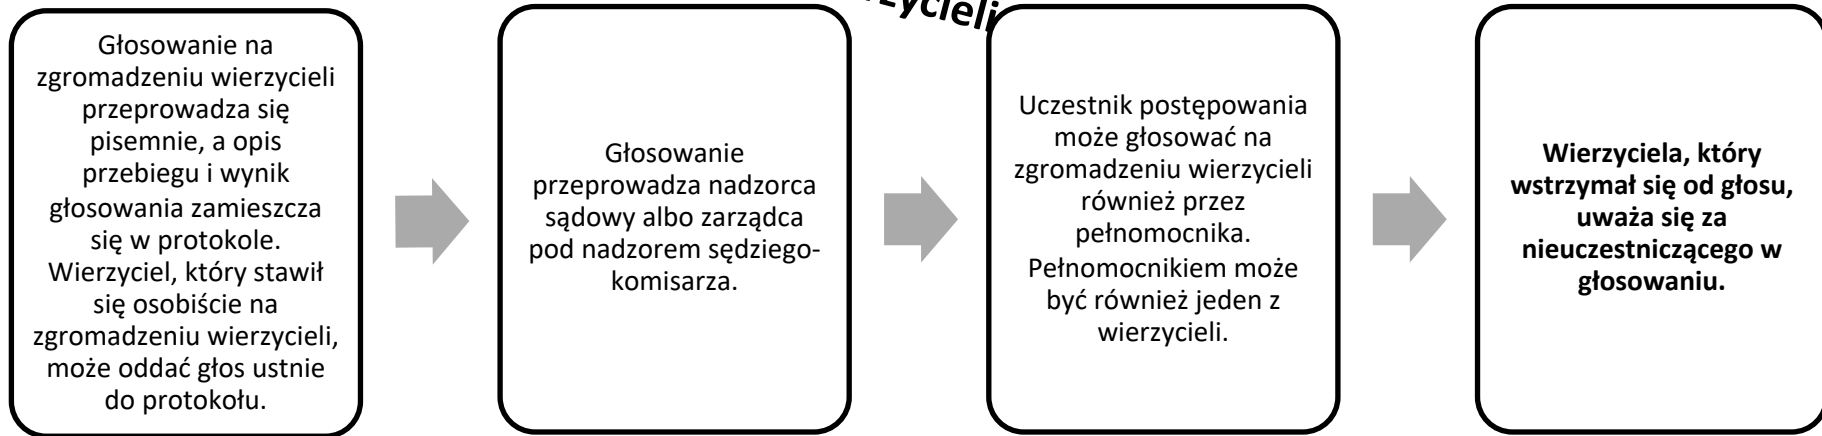 Głosowanie na
zgromadzeniu wierzycieli
przeprowadza się
pisemnie, a opis
przebiegu i wynik
głosowania zamieszcza
się w protokole.
Wierzyciel, który stawił
się osobiście na
zgromadzeniu wierzycieli,
może oddać głos ustnie
do protokołu.
Głosowanie
przeprowadza nadzorca
sądowy albo zarządca
pod nadzorem sędziego-
komisarza.
Uczestnik postępowania
może głosować na
zgromadzeniu wierzycieli
również przez
pełnomocnika.
Pełnomocnikiem może
być również jeden z
wierzycieli.
Wierzyciela, który
wstrzymał się od głosu,
uważa się za
nieuczestniczącego w
głosowaniu.